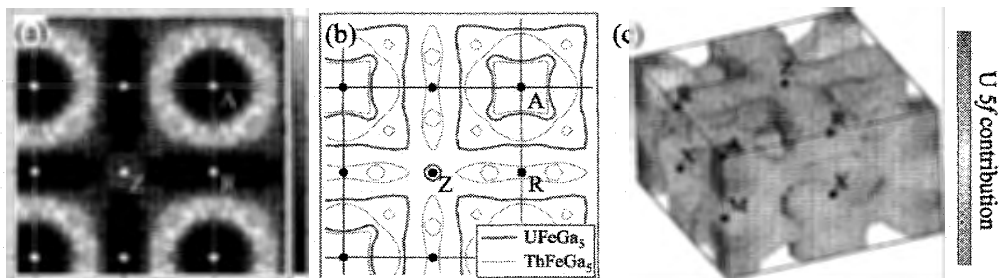 (a)
A
Z
R
(b)
A
Z
R
UFeGa5
ThFeGa5
(c)
X
M
U 5f contribution